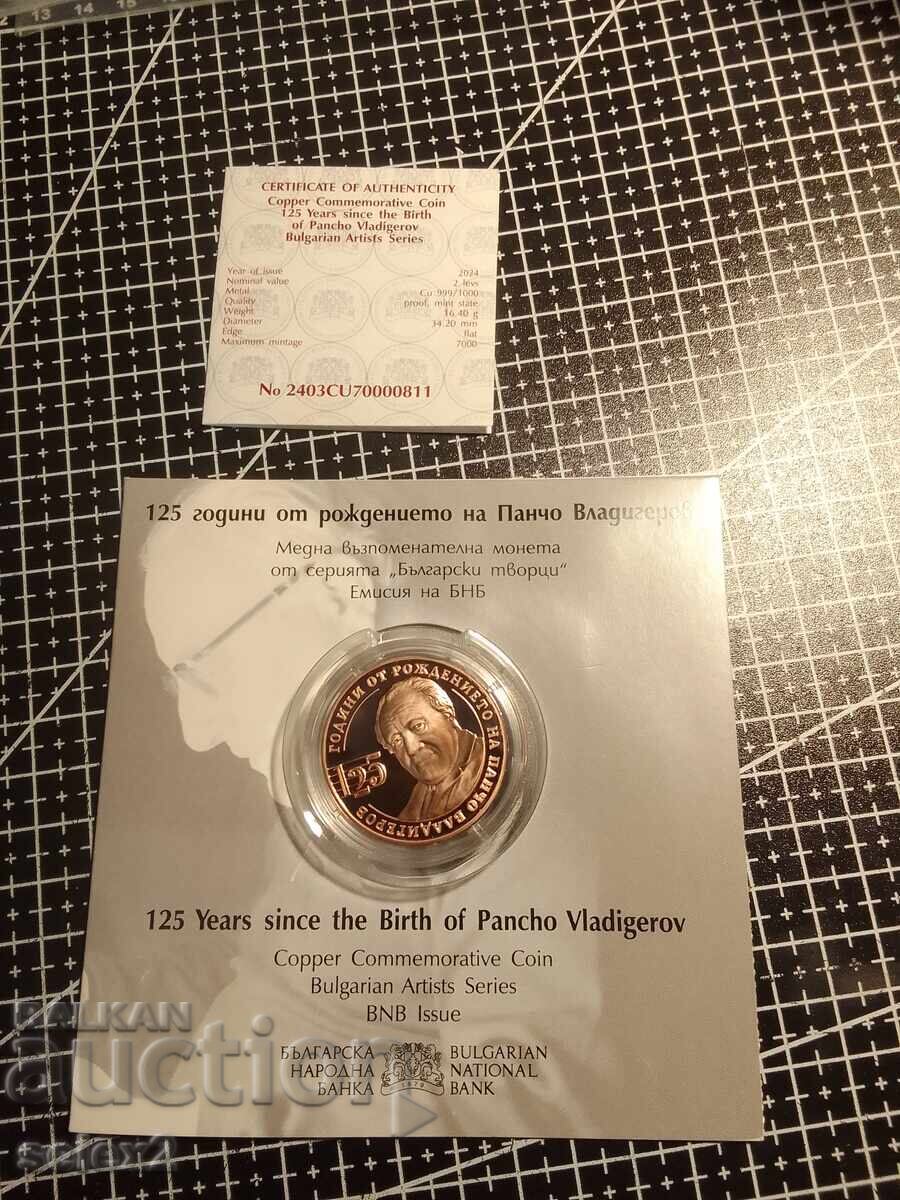 13 14 15
CERTIFICATE OF AUTHENTICITY
Copper Commemorative Coin
125 Years since the Birth
of Pancho Vladigerov
Bulgarian Artists Series
Year of issue 2024
Nominal value 2 levs
Metal Cu 999/1000
Quality proof, mint state
Weight 16.40 g
Diameter 34.20 mm
Edge flat
Maximum mintage 7000
No 2403CU70000811
125 години от рождението на Панчо Владигеров
Медна възпоменателна монета
от серията „Български творци“
Емисия на БНБ
ГОДИНИ ОТ РОЖДЕНИЕТО НА ПАНЧО ВЛАДИГЕРОВ
125
125 Years since the Birth of Pancho Vladigerov
Copper Commemorative Coin
Bulgarian Artists Series
BNB Issue
БЪЛГАРСКА НАРОДНА БАНКА
1879
BULGARIAN NATIONAL BANK
BALKAN
auction
sulex2